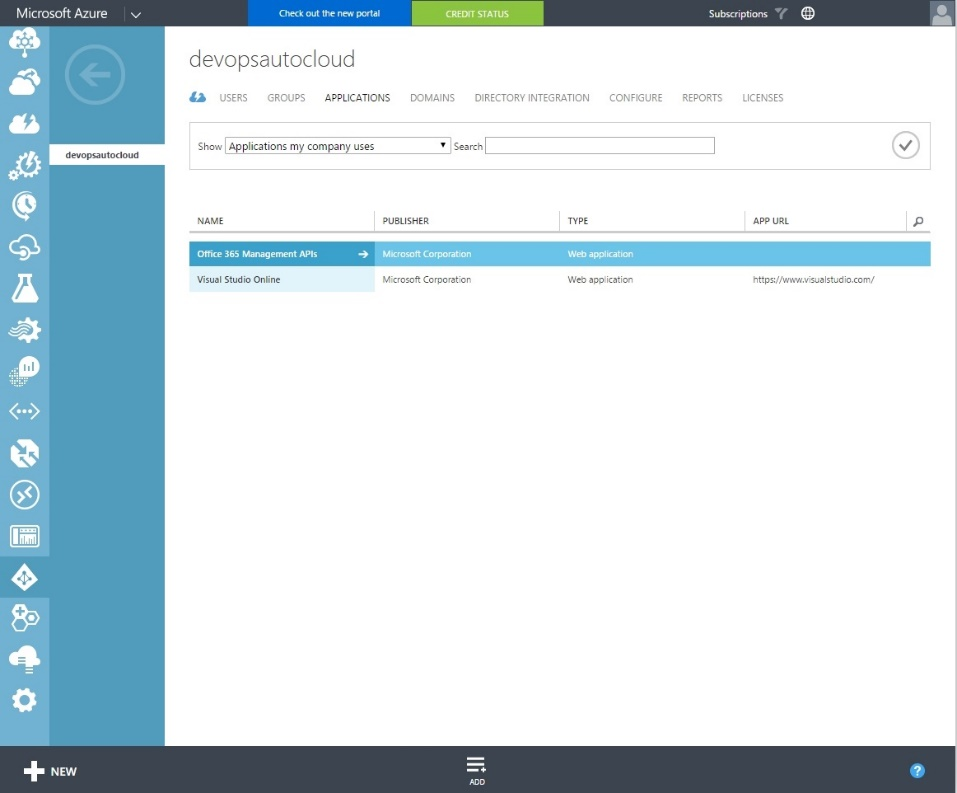 Microsoft Azure Check out the new portal CREDIT STATUS Subscriptions
devopsautocloud
USERS GROUPS APPLICATIONS DOMAINS DIRECTORY INTEGRATION CONFIGURE REPORTS LICENSES
Show Applications my company uses Search
devopsautocloud
NAME PUBLISHER TYPE APP URL
Office 365 Management APIs Microsoft Corporation Web application
Visual Studio Online Microsoft Corporation Web application https://www.visualstudio.com/
NEW ADD ?